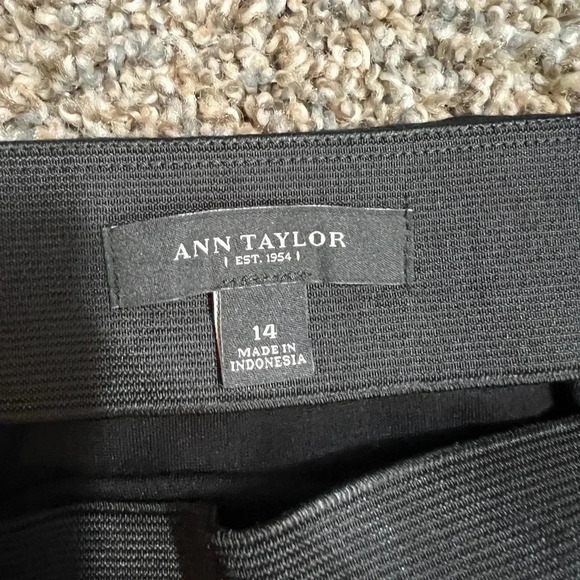 ANN TAYLOR
EST. 1954
14
MADE IN
INDONESIA